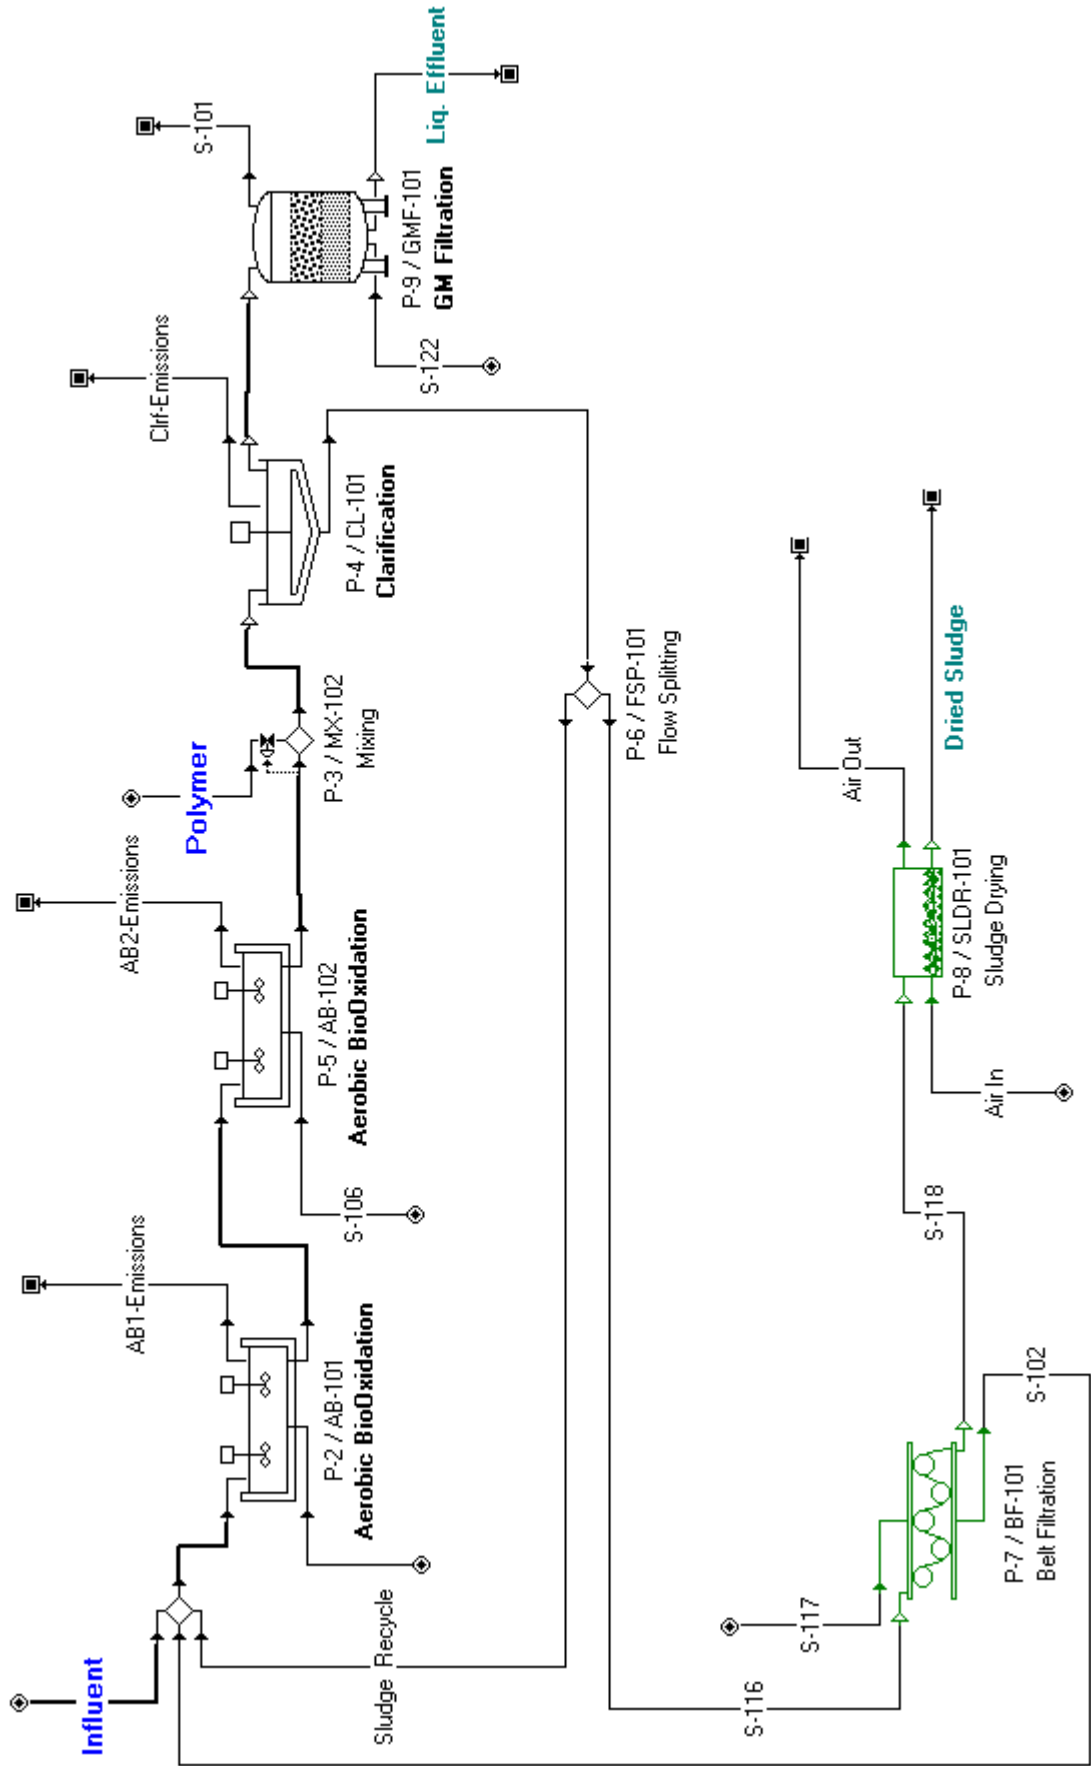 Influent
AB1-Emissions
P-2 / AB-101
Aerobic BioOxidation
AB2-Emissions
S-106
P-5 / AB-102
Aerobic BioOxidation
Polymer
P-3 / MX-102
Mixing
Clrf-Emissions
P-4 / CL-101
Clarification
S-101
S-122
P-9 / GMF-101
GM Filtration
Liq. Effluent
Sludge Recycle
P-6 / FSP-101
Flow Splitting
S-116
S-117
P-7 / BF-101
Belt Filtration
S-102
S-118
Air In
P-8 / SLDR-101
Sludge Drying
Air Out
Dried Sludge